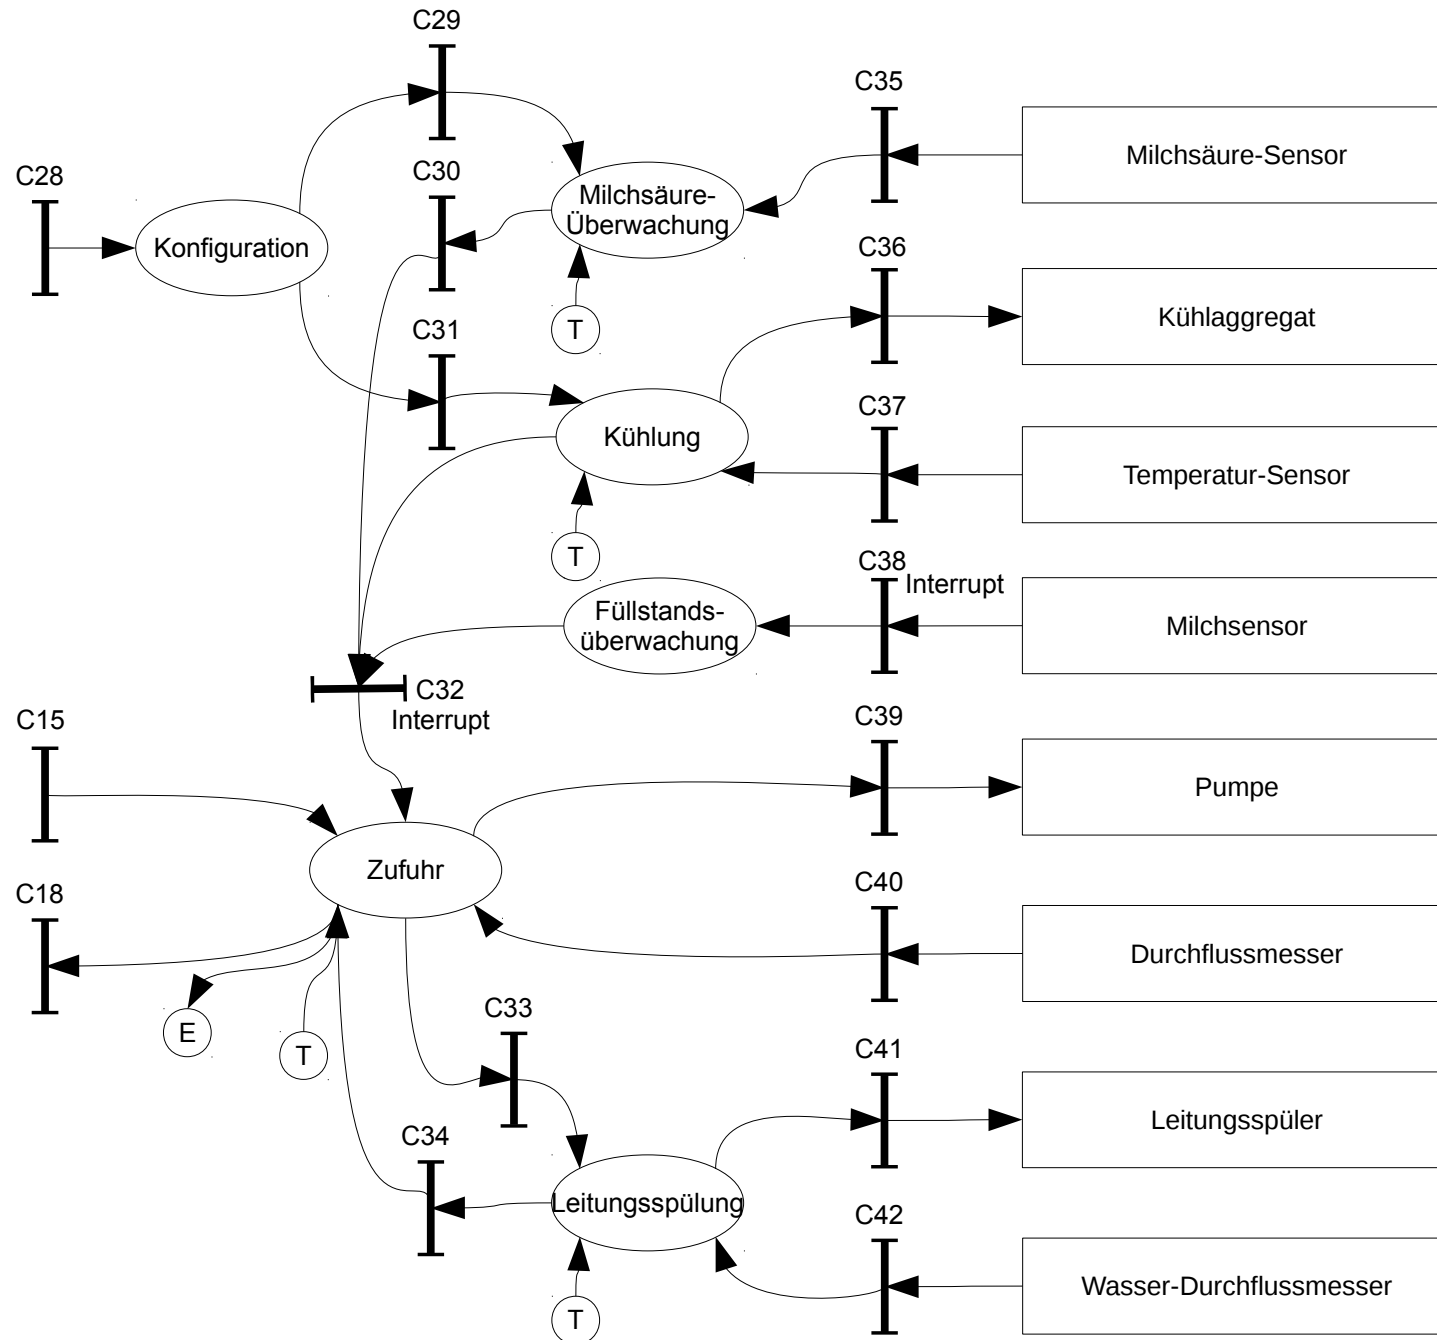 C29
C35
Milchsäure-Sensor
C28
C30
Milchsäure-
Überwachung
Konfiguration
C36
Kühlaggregat
T
C31
C37
Kühlung
Temperatur-Sensor
T
C38
Interrupt
Füllstands-
überwachung
Milchsensor
C32
Interrupt
C15
C39
Pumpe
Zufuhr
C18
C40
Durchflussmesser
E
T
C33
C41
Leitungsspüler
C34
Leitungsspülung
C42
Wasser-Durchflussmesser
T